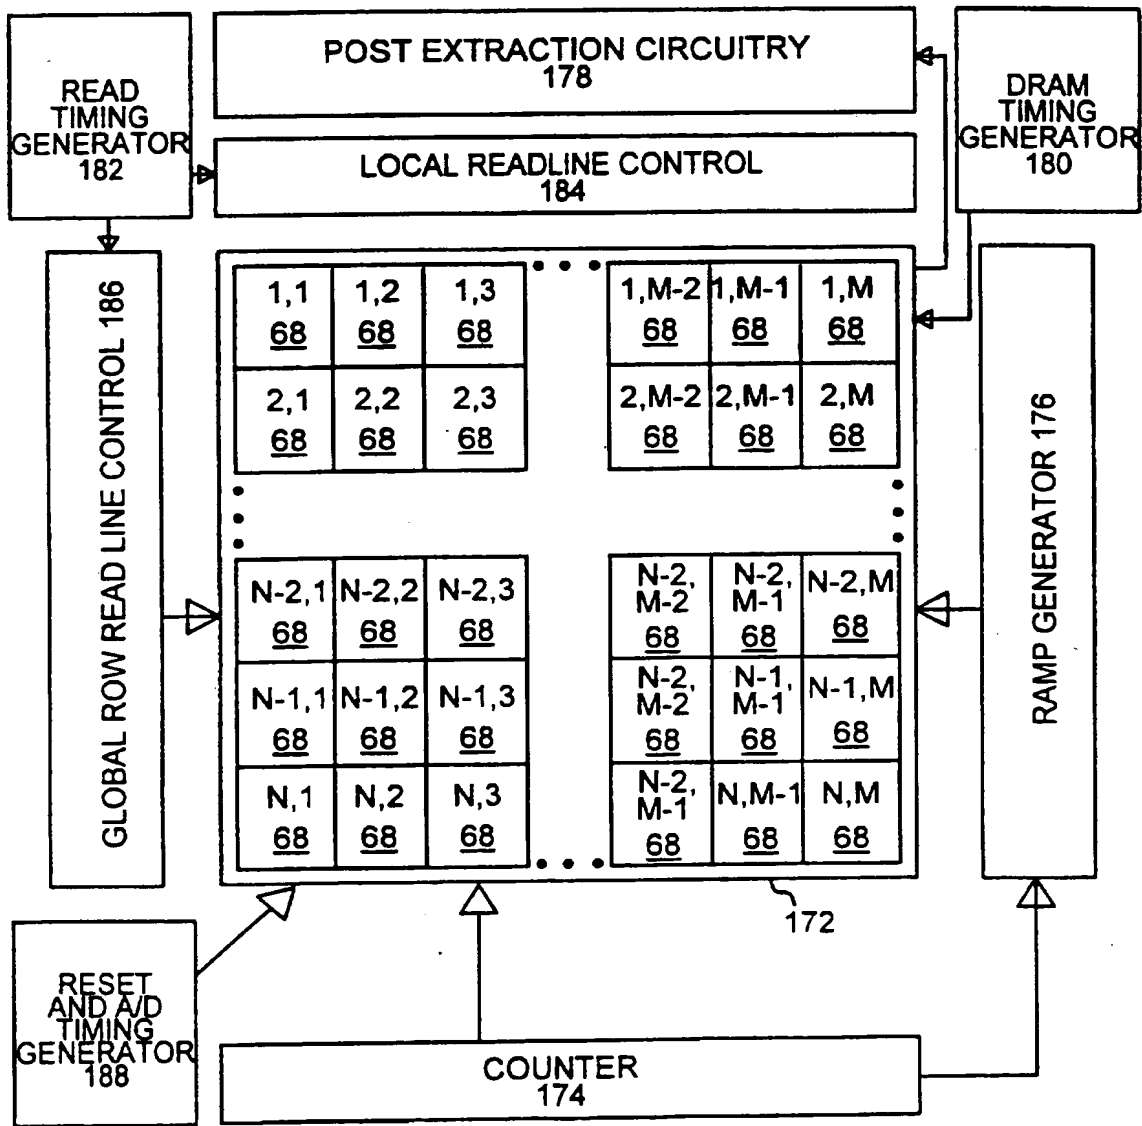 READ
TIMING
GENERATOR
182
POST EXTRACTION CIRCUITRY
178
DRAM
TIMING
GENERATOR
180
LOCAL READLINE CONTROL
184
GLOBAL ROW READ LINE CONTROL 186
1,1 1,2 1,3 1,M-2 1,M-1 1,M
68 68 68 68 68 68
2,1 2,2 2,3 2,M-2 2,M-1 2,M
68 68 68 68 68 68
N-2,1 N-2,2 N-2,3 N-2, M-2 N-2, M-1 N-2,M
68 68 68 68 68 68
N-1,1 N-1,2 N-1,3 N-2, M-2 N-1, M-1 N-1,M
68 68 68 68 68 68
N,1 N,2 N,3 N-2, M-1 N,M-1 N,M
68 68 68 68 68 68
RAMP GENERATOR 176
172
RESET
AND A/D
TIMING
GENERATOR
188
COUNTER
174